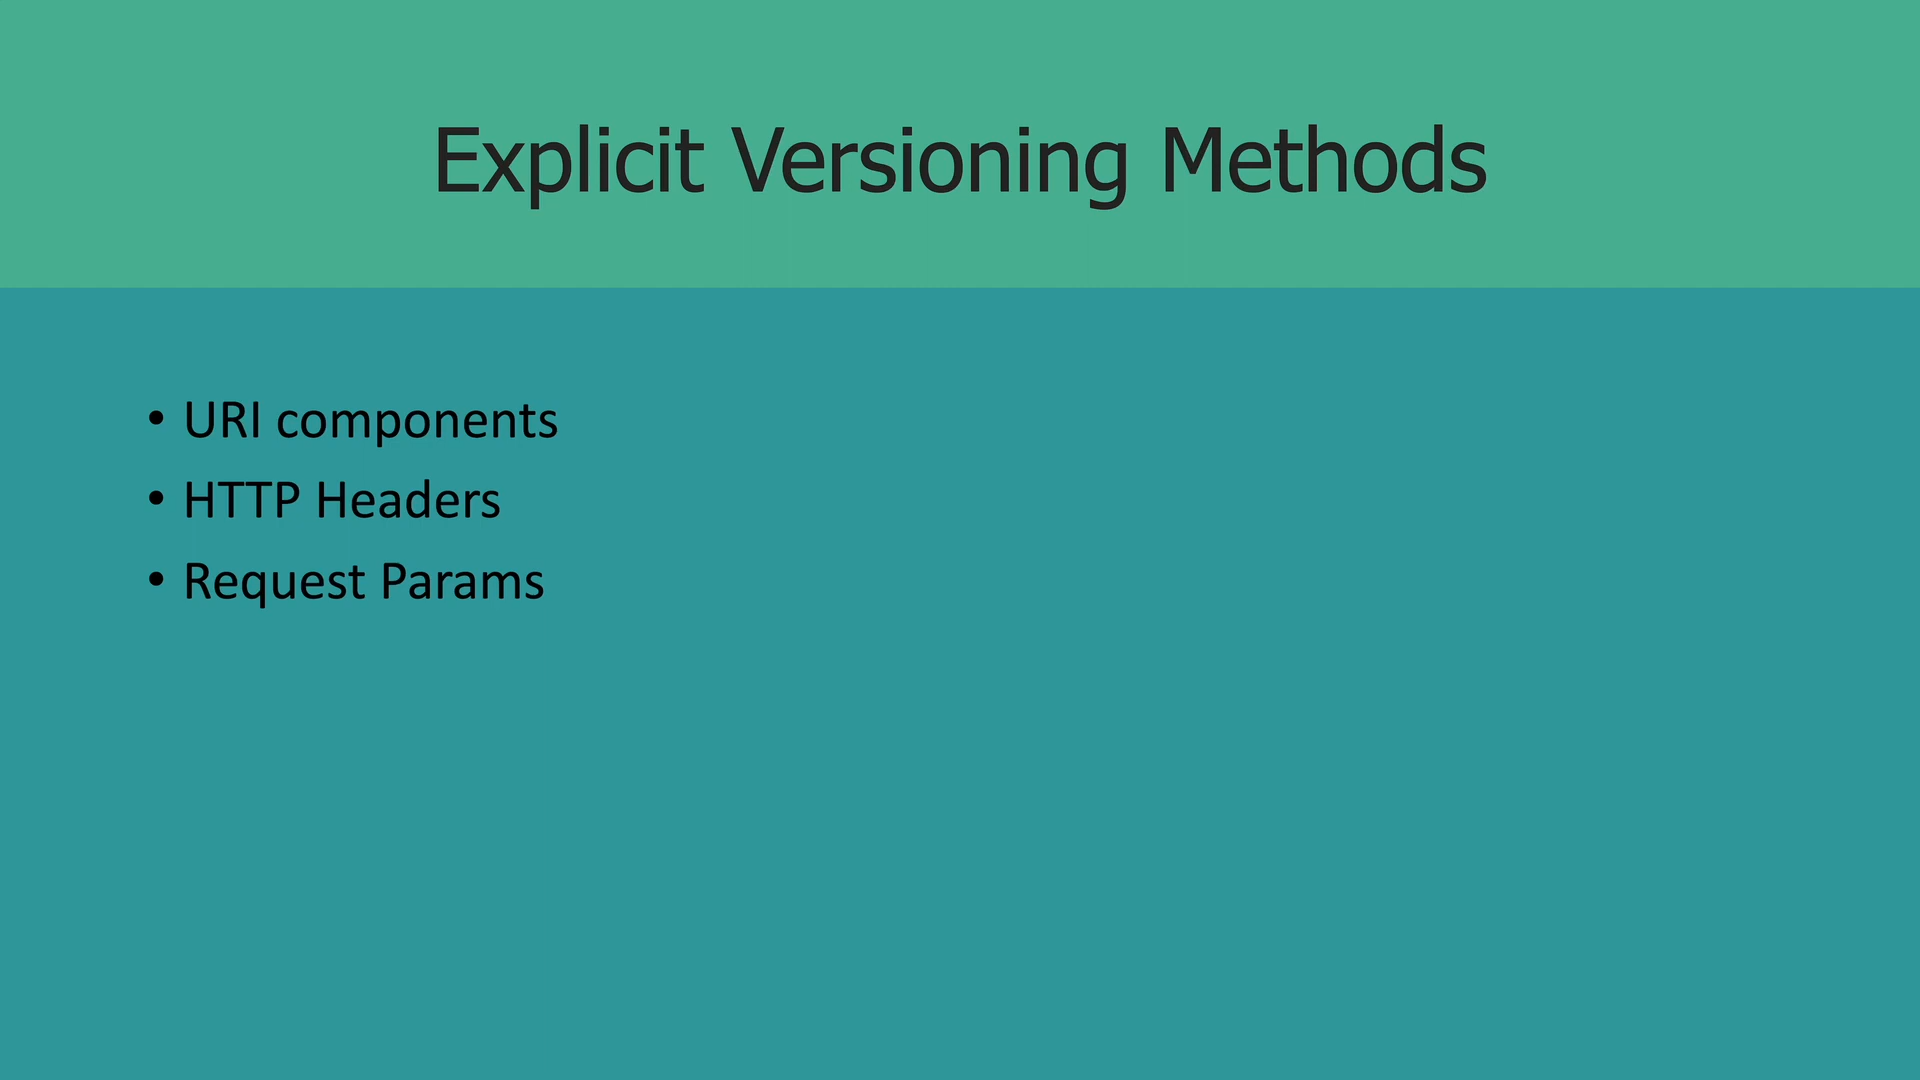 Explicit Versioning Methods
• URI components
• HTTP Headers
• Request Params